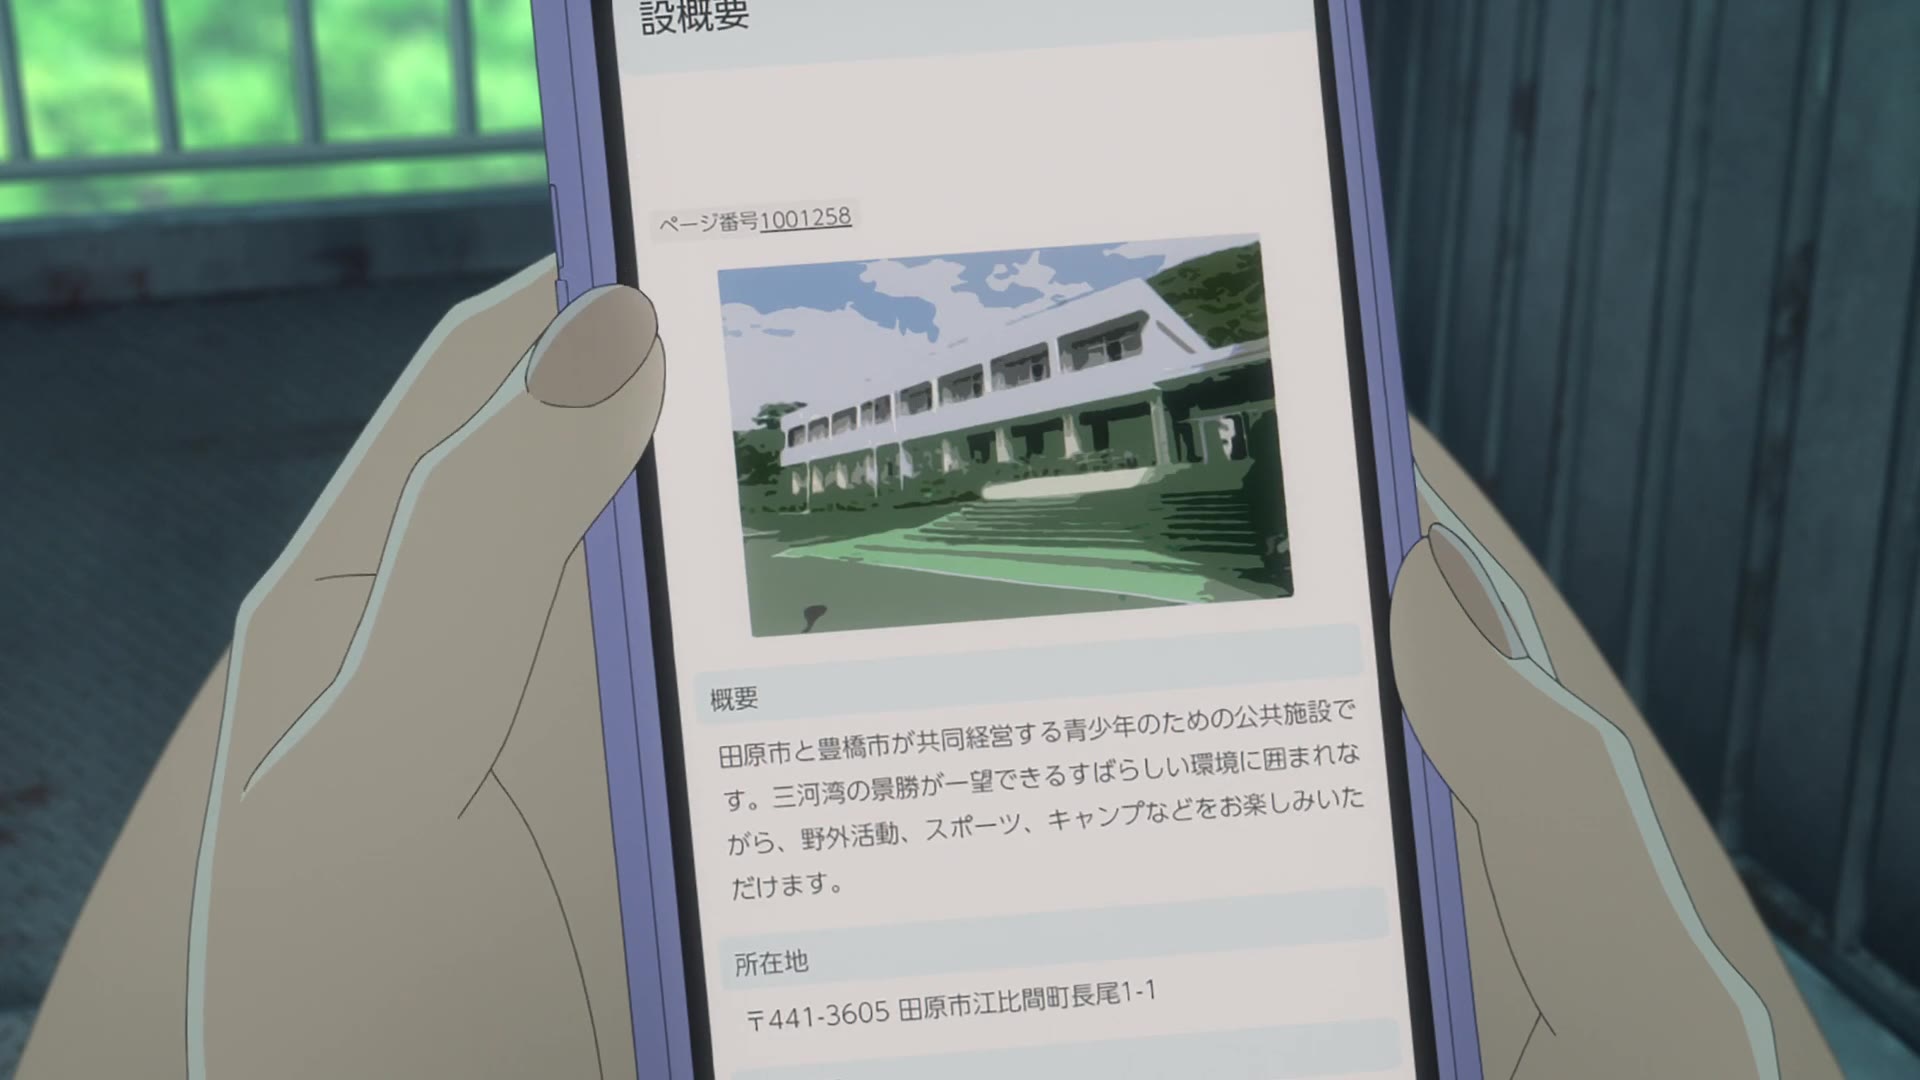 設概要
ページ番号1001258
概要
田原市と豊橋市が共同経営する青少年のための公共施設で
す。三河湾の景勝が一望できるすばらしい環境に囲まれな
がら、野外活動、スポーツ、キャンプなどをお楽しみいた
だけます。
所在地
〒441-3605 田原市江比間町長尾1-1